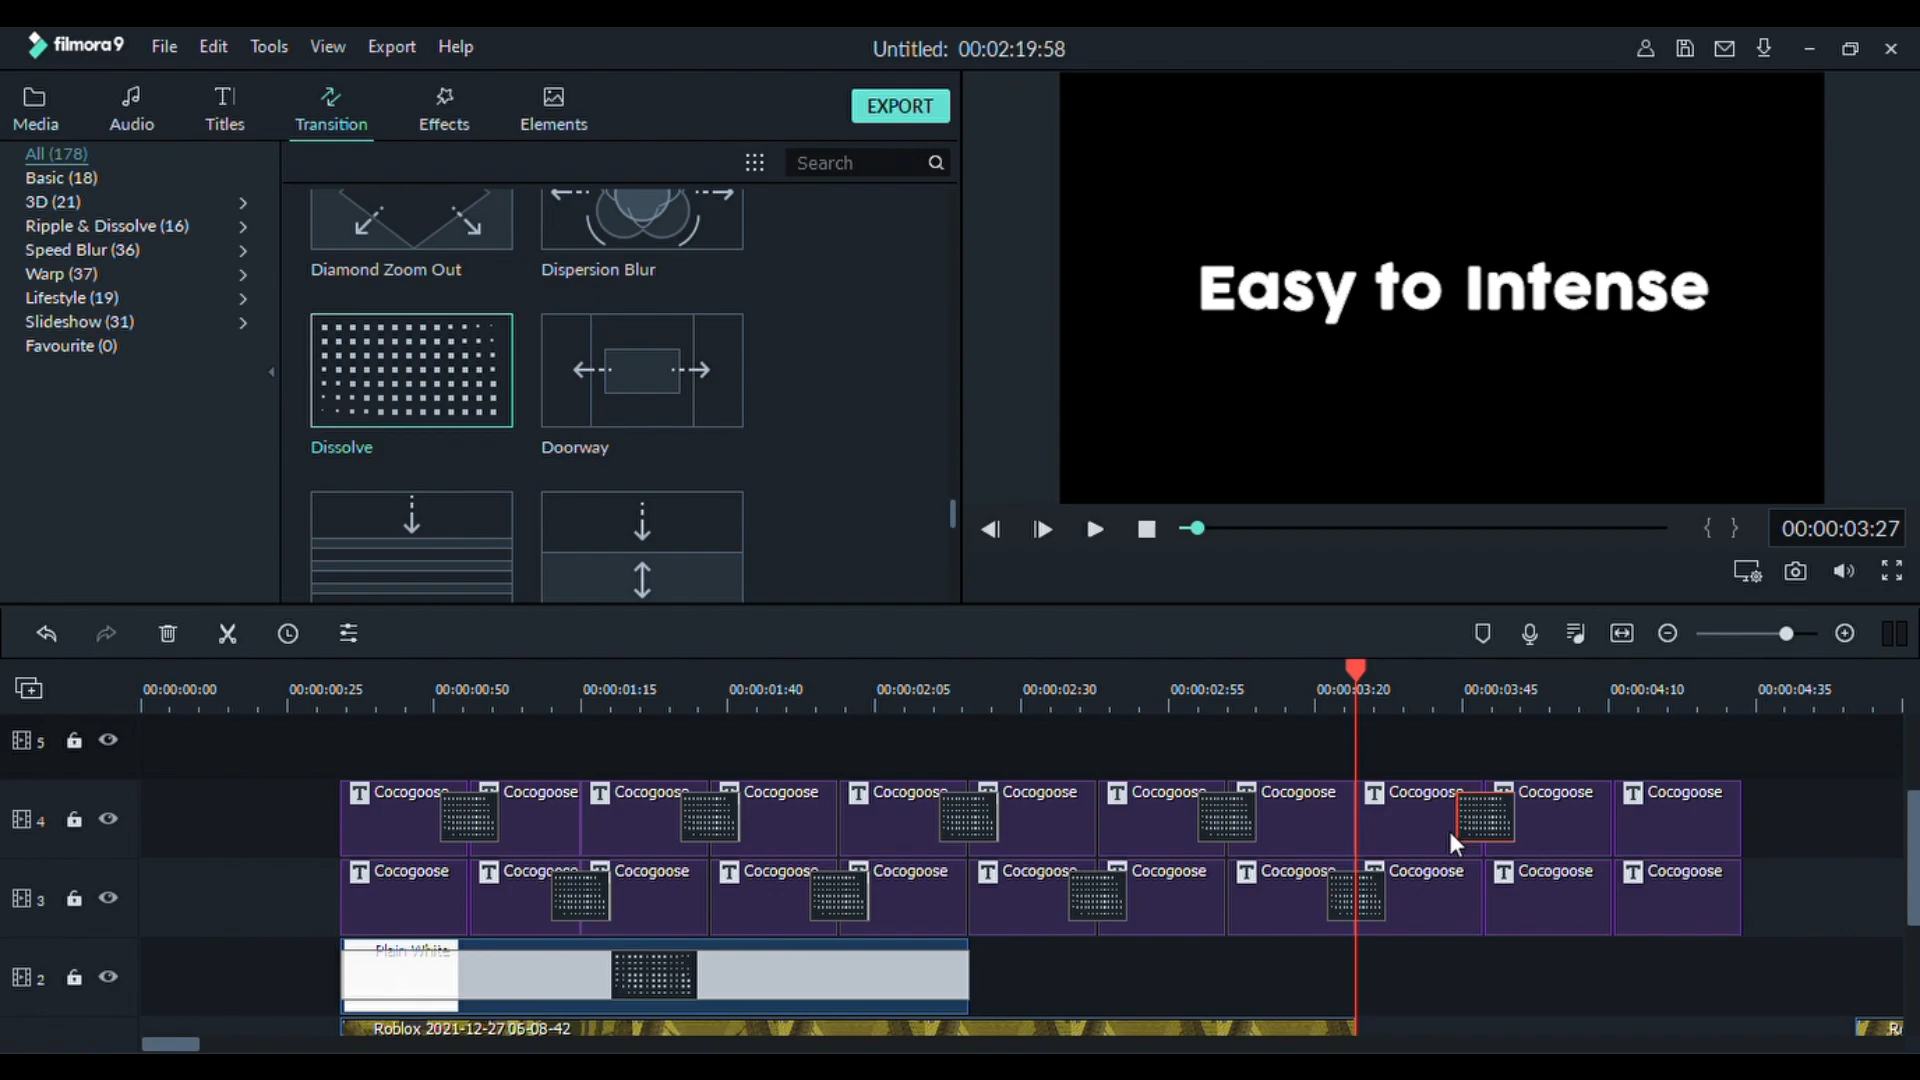 filmora9 File Edit Tools View Export Help Untitled: 00:02:19:58
Media Audio Titles Transition Effects Elements EXPORT
All (178)
Basic (18)
3D (21)
Ripple & Dissolve (16)
Speed Blur (36)
Warp (37)
Lifestyle (19)
Slideshow (31)
Favourite (0)
Search
Diamond Zoom Out Dispersion Blur
Dissolve Doorway
Easy to Intense
{ } 00:00:03:27
00:00:00:00 00:00:00:25 00:00:00:50 00:00:01:15 00:00:01:40 00:00:02:05 00:00:02:30 00:00:02:55 00:00:03:20 00:00:03:45 00:00:04:10 00:00:04:35
5
4 T Cocogoose T Cocogoose T Cocogoose T Cocogoose T Cocogoose T Cocogoose T Cocogoose T Cocogoose T Cocogoose T Cocogoose T Cocogoose
3 T Cocogoose T Cocogoose T Cocogoose T Cocogoose T Cocogoose T Cocogoose T Cocogoose T Cocogoose T Cocogoose T Cocogoose T Cocogoose
2 Plain White
Roblox 2021-12-27 06-08-42